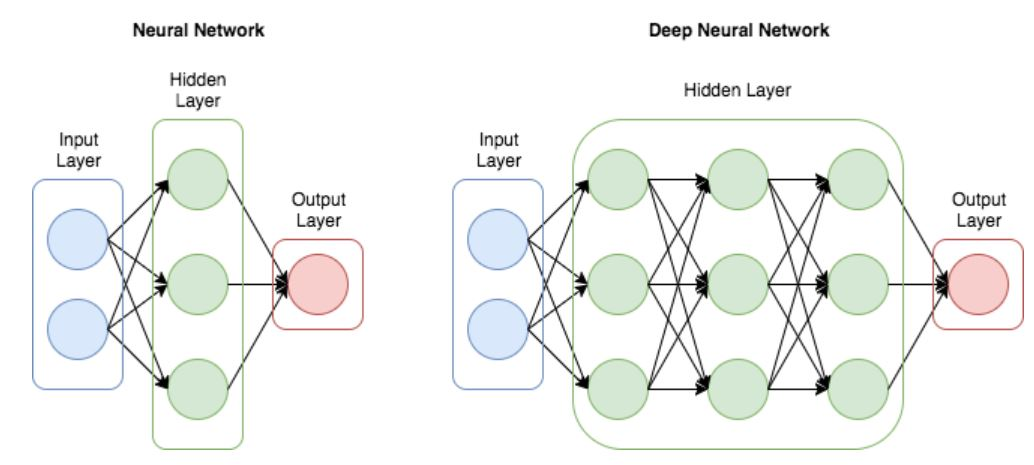 Neural Network
Hidden
Layer
Input
Layer
Output
Layer
Deep Neural Network
Hidden Layer
Input
Layer
Output
Layer